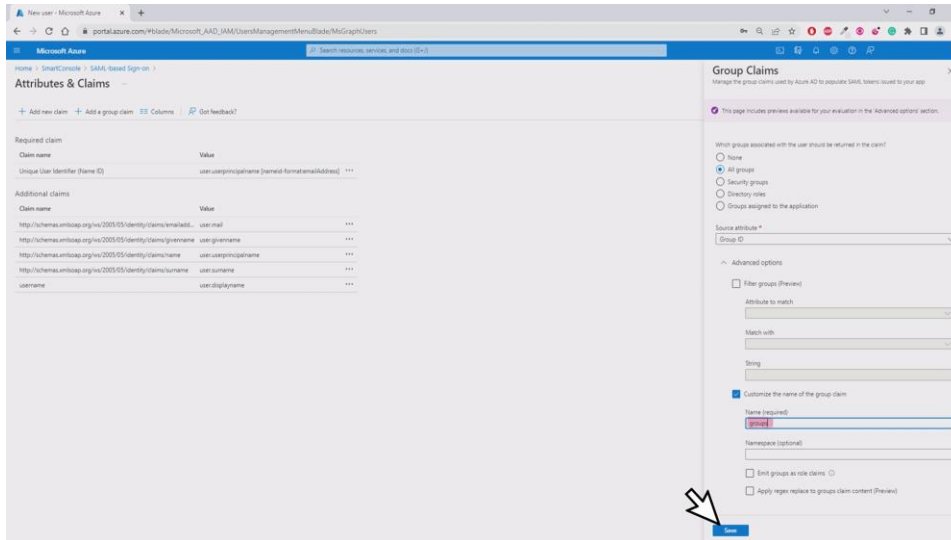 New user - Microsoft Azure
portal.azure.com/#blade/Microsoft_AAD_IAM/UsersManagementMenuBlade/MsGraphUsers
Microsoft Azure
Search resources, services, and docs (G+/)
Home > SmartConsole > SAML-based Sign-on >
Attributes & Claims
+ Add new claim + Add a group claim Columns Got feedback?
Required claim
Claim name Value
Unique User Identifier (Name ID) user.userprincipalname [nameid-format:emailAddress]
Additional claims
Claim name Value
http://schemas.xmlsoap.org/ws/2005/05/identity/claims/emailadd... user.mail
http://schemas.xmlsoap.org/ws/2005/05/identity/claims/givenname user.givenname
http://schemas.xmlsoap.org/ws/2005/05/identity/claims/name user.userprincipalname
http://schemas.xmlsoap.org/ws/2005/05/identity/claims/surname user.surname
username user.displayname
Group Claims
Manage the group claims used by Azure AD to populate SAML tokens issued to your app
This page includes previews available for your evaluation in the 'Advanced options' section.
Which groups associated with the user should be returned in the claim?
None
All groups
Security groups
Directory roles
Groups assigned to the application
Source attribute *
Group ID
Advanced options
Filter groups (Preview)
Attribute to match
Match with
String
Customize the name of the group claim
Name (required)
groups
Namespace (optional)
Emit groups as role claims
Apply regex replace to groups claim content (Preview)
Save